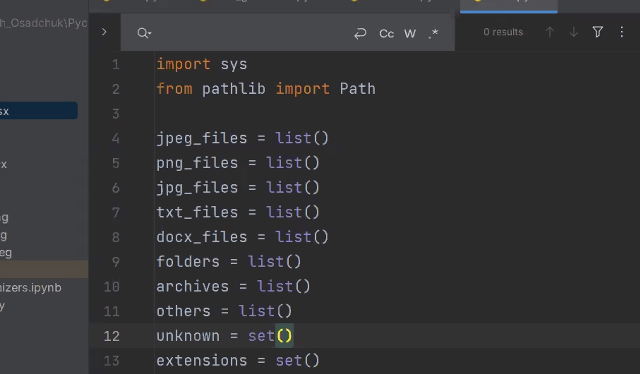 h_Osadchuk\Pyc
Cc W .* 0 results
sx
x
g
g
eg
nizers.ipynb
y
1 import sys
2 from pathlib import Path
3
4 jpeg_files = list()
5 png_files = list()
6 jpg_files = list()
7 txt_files = list()
8 docx_files = list()
9 folders = list()
10 archives = list()
11 others = list()
12 unknown = set()
13 extensions = set()